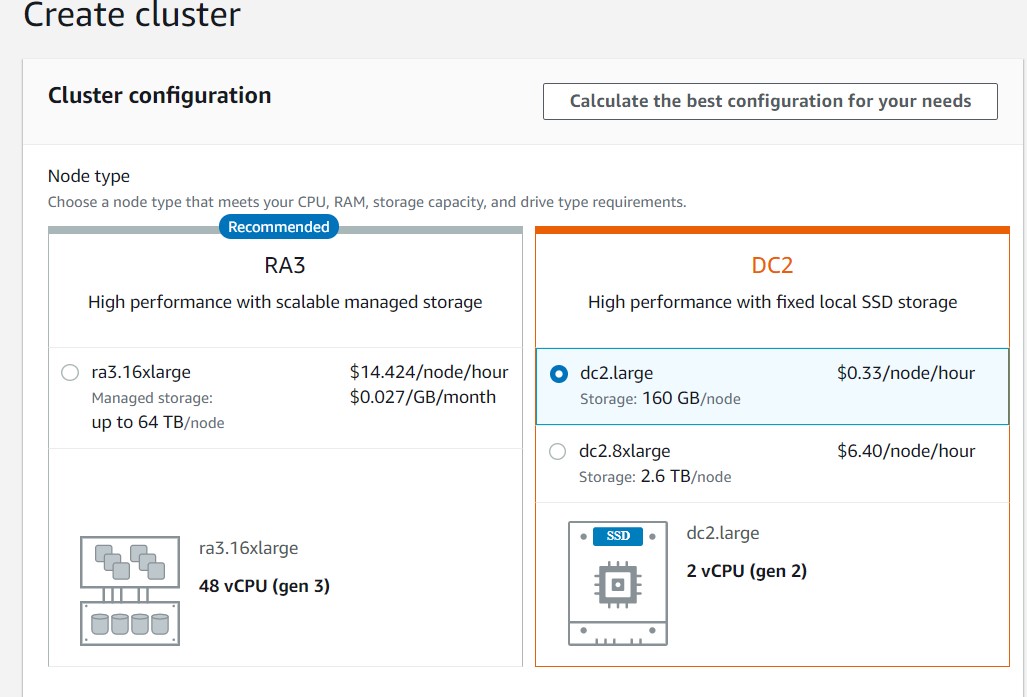 Create cluster
Cluster configuration
Calculate the best configuration for your needs
Node type
Choose a node type that meets your CPU, RAM, storage capacity, and drive type requirements.
Recommended
RA3
High performance with scalable managed storage
ra3.16xlarge
$14.424/node/hour
Managed storage:
$0.027/GB/month
up to 64 TB/node
ra3.16xlarge
48 vCPU (gen 3)
DC2
High performance with fixed local SSD storage
dc2.large
$0.33/node/hour
Storage: 160 GB/node
dc2.8xlarge
$6.40/node/hour
Storage: 2.6 TB/node
SSD
dc2.large
2 vCPU (gen 2)